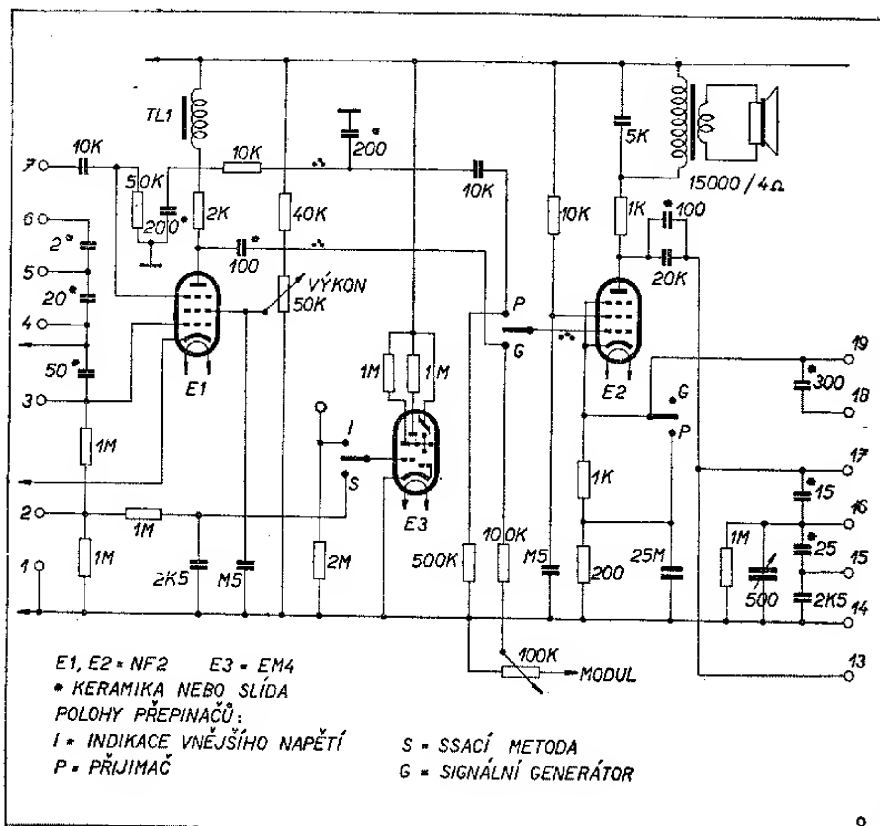 TL1
10K
7
50K
200*
10K
200*
10K
6
2*
5
20*
4
50*
3
2K
100*
40K
VÝKON
50K
E1
10K
5K
15000/4Ω
1K
*100
20K
P
G
E2
1M
1M
E3
I
S
1M
2
1M
1M
1
2K5
M5
2M
500K
100K
M5
1K
200
25M
G
P
19
*300
18
17
*15
16
1M
*25
15
500
2K5
14
13
100K
MODUL
E1, E2 = NF2 E3 = EM4
* KERAMIKA NEBO SLÍDA
POLOHY PŘEPINAČŮ:
I = INDIKACE VNĚJŠÍHO NAPĚTÍ
P = PŘIJIMAČ
S = SSACÍ METODA
G = SIGNÁLNÍ GENERÁTOR